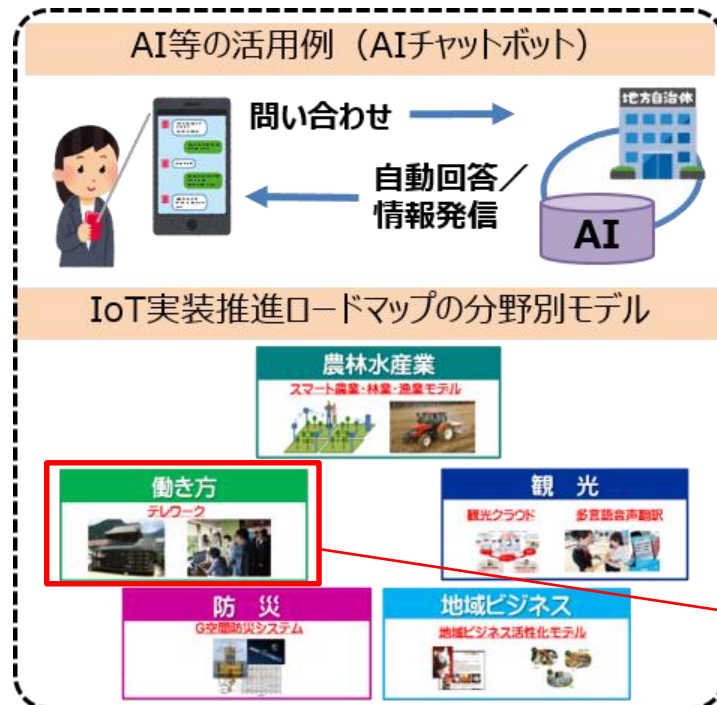 AI等の活用例（AIチャットボット）
問い合わせ
地方自治体
自動回答／
情報発信
AI
IoT実装推進ロードマップの分野別モデル
農林水産業
スマート農業・林業・漁業モデル
働き方
テレワーク
観 光
観光クラウド 多言語音声翻訳
防 災
G空間防災システム
地域ビジネス
地域ビジネス活性化モデル